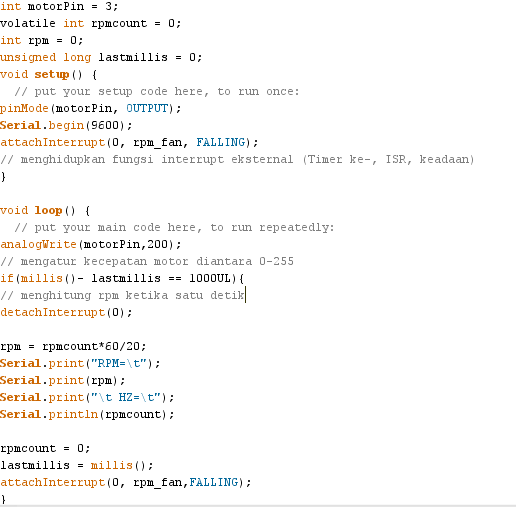 int motorPin = 3;
volatile int rpmcount = 0;
int rpm = 0;
unsigned long lastmillis = 0;
void setup() {
// put your setup code here, to run once:
pinMode(motorPin, OUTPUT);
Serial.begin(9600);
attachInterrupt(0, rpm_fan, FALLING);
// menghidupkan fungsi interrupt eksternal (Timer ke-, ISR, keadaan)
}
void loop() {
// put your main code here, to run repeatedly:
analogWrite(motorPin,200);
// mengatur kecepatan motor diantara 0-255
if(millis()- lastmillis == 1000UL){
// menghitung rpm ketika satu detik
detachInterrupt(0);
rpm = rpmcount*60/20;
Serial.print("RPM=\t");
Serial.print(rpm);
Serial.print("\t HZ=\t");
Serial.println(rpmcount);
rpmcount = 0;
lastmillis = millis();
attachInterrupt(0, rpm_fan,FALLING);
}